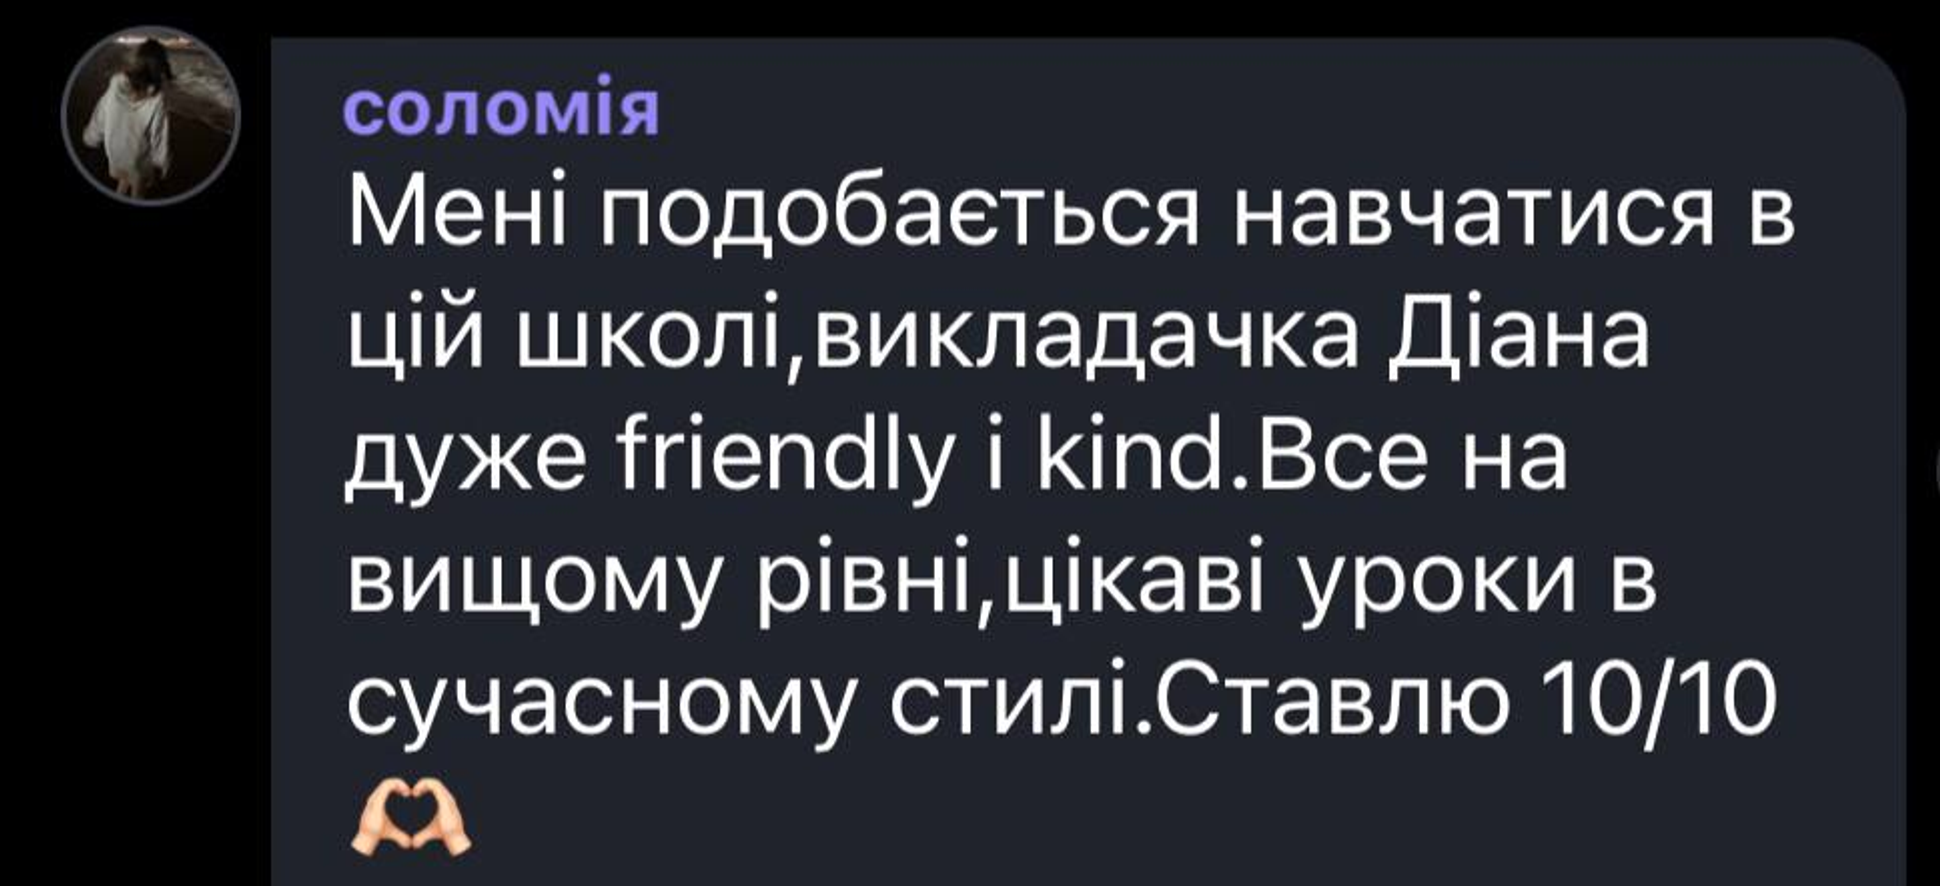 соломія
Мені подобається навчатися в
цій школі,викладачка Діана
дуже friendly і kind.Все на
вищому рівні,цікаві уроки в
сучасному стилі.Ставлю 10/10
🫶🏻